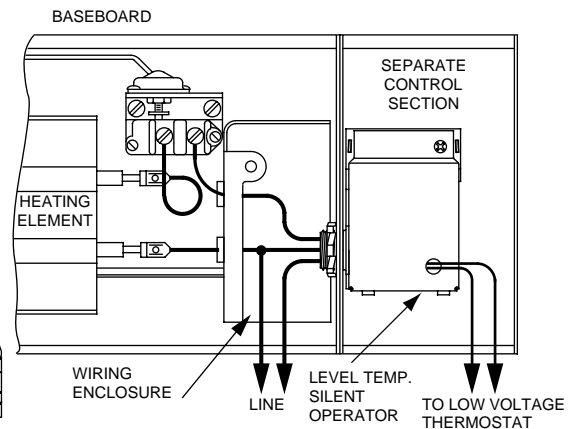 BASEBOARD
SEPARATE
CONTROL
SECTION
HEATING
ELEMENT
WIRING
ENCLOSURE
LINE
LEVEL TEMP.
SILENT
OPERATOR
TO LOW VOLTAGE
THERMOSTAT